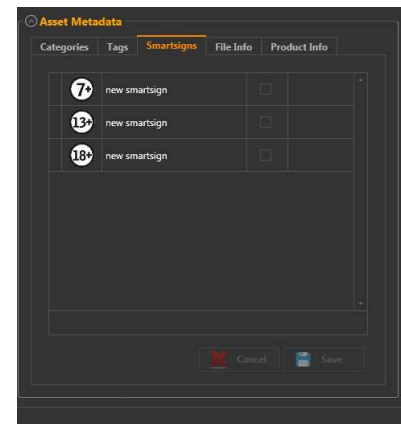 Asset Metadata
Categories Tags Smartsigns File Info Product Info
7+ new smartsign
13+ new smartsign
18+ new smartsign
Cancel Save